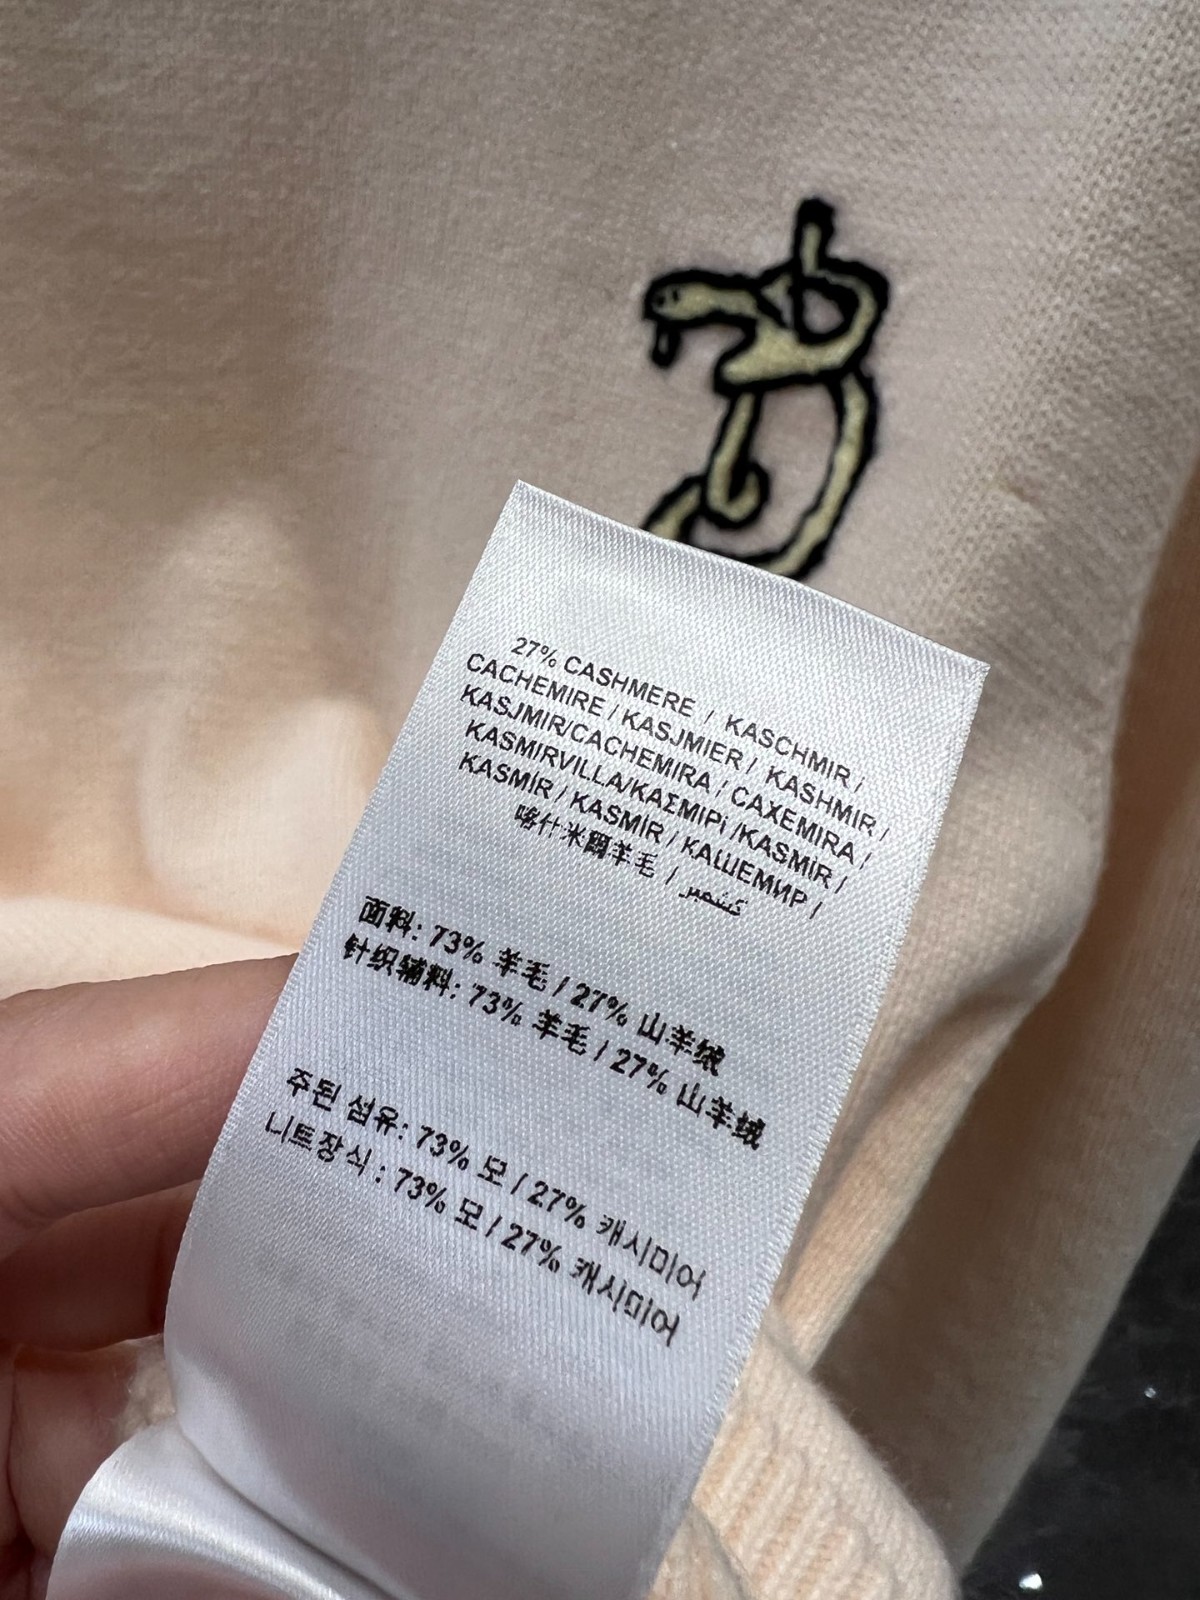 27% CASHMERE / KASCHMIR /
CACHEMIRE / KASJMIER / KASHMIR /
KASJMIR/CACHEMIRA / CAXEMIRA /
KASMIRVILLA/ΚΑΣΜΙΡi /KASMÍR /
KASMÍR / KASMIR / КАШЕМИР /
喀什米爾羊毛 / كشمير
面料: 73% 羊毛 / 27% 山羊绒
针织辅料: 73% 羊毛 / 27% 山羊绒
주된 섬유: 73% 모 / 27% 캐시미어
니트장식 : 73% 모 / 27% 캐시미어